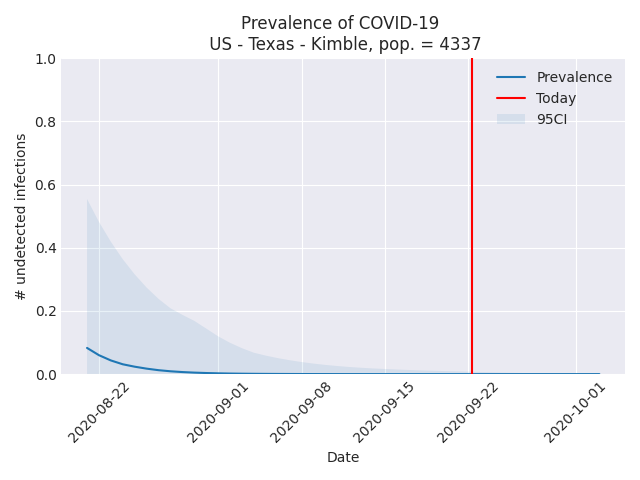 Prevalence of COVID-19
US - Texas - Kimble, pop. = 4337
Prevalence
Today
95CI
# undetected infections
1.0
0.8
0.6
0.4
0.2
0.0
2020-08-22
2020-09-01
2020-09-08
2020-09-15
2020-09-22
2020-10-01
Date